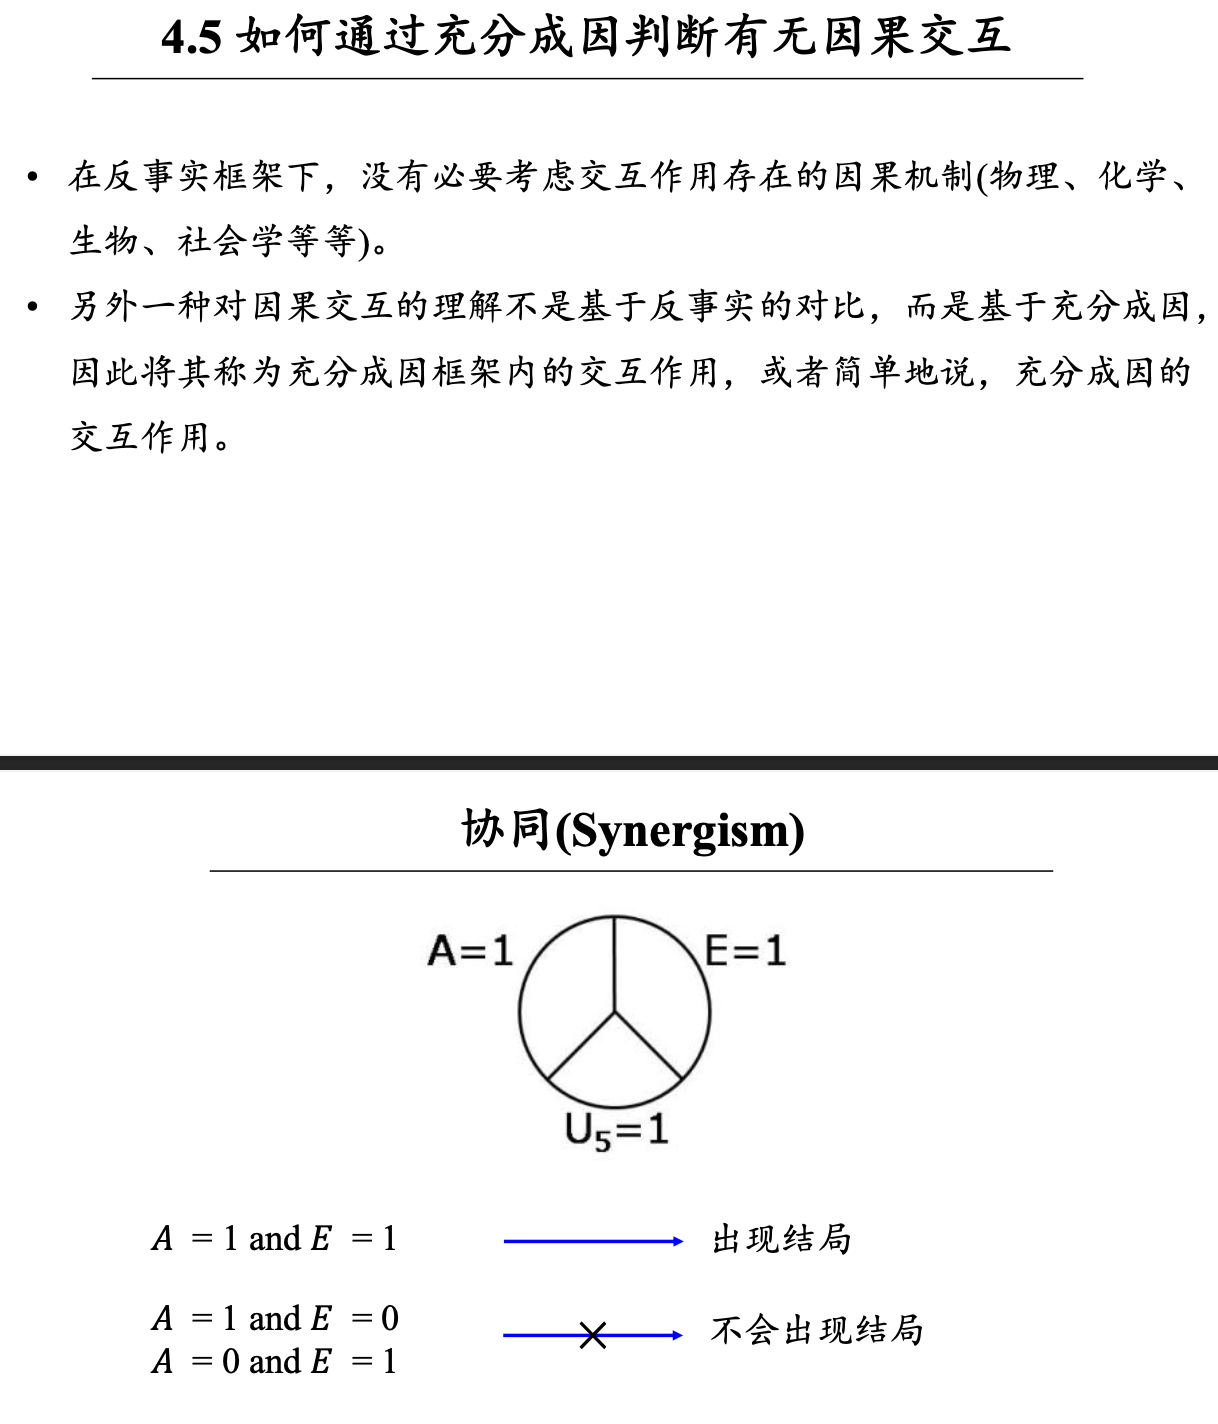 4.5 如何通过充分成因判断有无因果交互
• 在反事实框架下，没有必要考虑交互作用存在的因果机制(物理、化学、
生物、社会学等等)。
• 另外一种对因果交互的理解不是基于反事实的对比，而是基于充分成因，
因此将其称为充分成因框架内的交互作用，或者简单地说，充分成因的
交互作用。
协同(Synergism)
A=1
E=1
U₅=1
A = 1 and E = 1
出现结局
A = 1 and E = 0
A = 0 and E = 1
不会出现结局